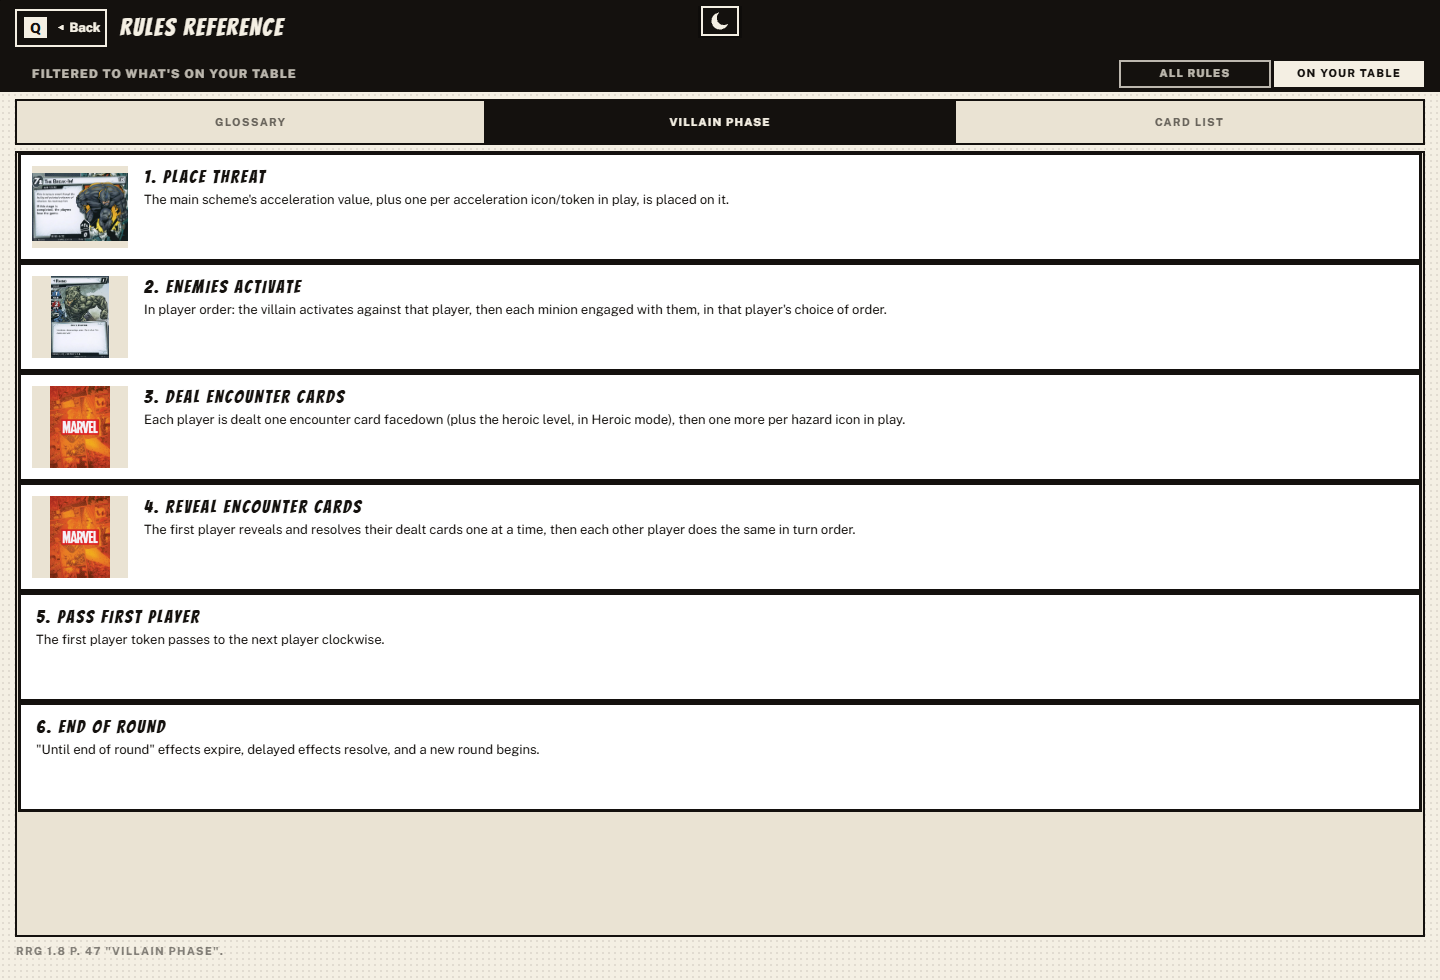 Q ◂ Back RULES REFERENCE
FILTERED TO WHAT'S ON YOUR TABLE
ALL RULES
ON YOUR TABLE
GLOSSARY
VILLAIN PHASE
CARD LIST
1. PLACE THREAT
The main scheme's acceleration value, plus one per acceleration icon/token in play, is placed on it.
2. ENEMIES ACTIVATE
In player order: the villain activates against that player, then each minion engaged with them, in that player's choice of order.
MARVEL
3. DEAL ENCOUNTER CARDS
Each player is dealt one encounter card facedown (plus the heroic level, in Heroic mode), then one more per hazard icon in play.
MARVEL
4. REVEAL ENCOUNTER CARDS
The first player reveals and resolves their dealt cards one at a time, then each other player does the same in turn order.
5. PASS FIRST PLAYER
The first player token passes to the next player clockwise.
6. END OF ROUND
"Until end of round" effects expire, delayed effects resolve, and a new round begins.
RRG 1.8 P. 47 "VILLAIN PHASE".